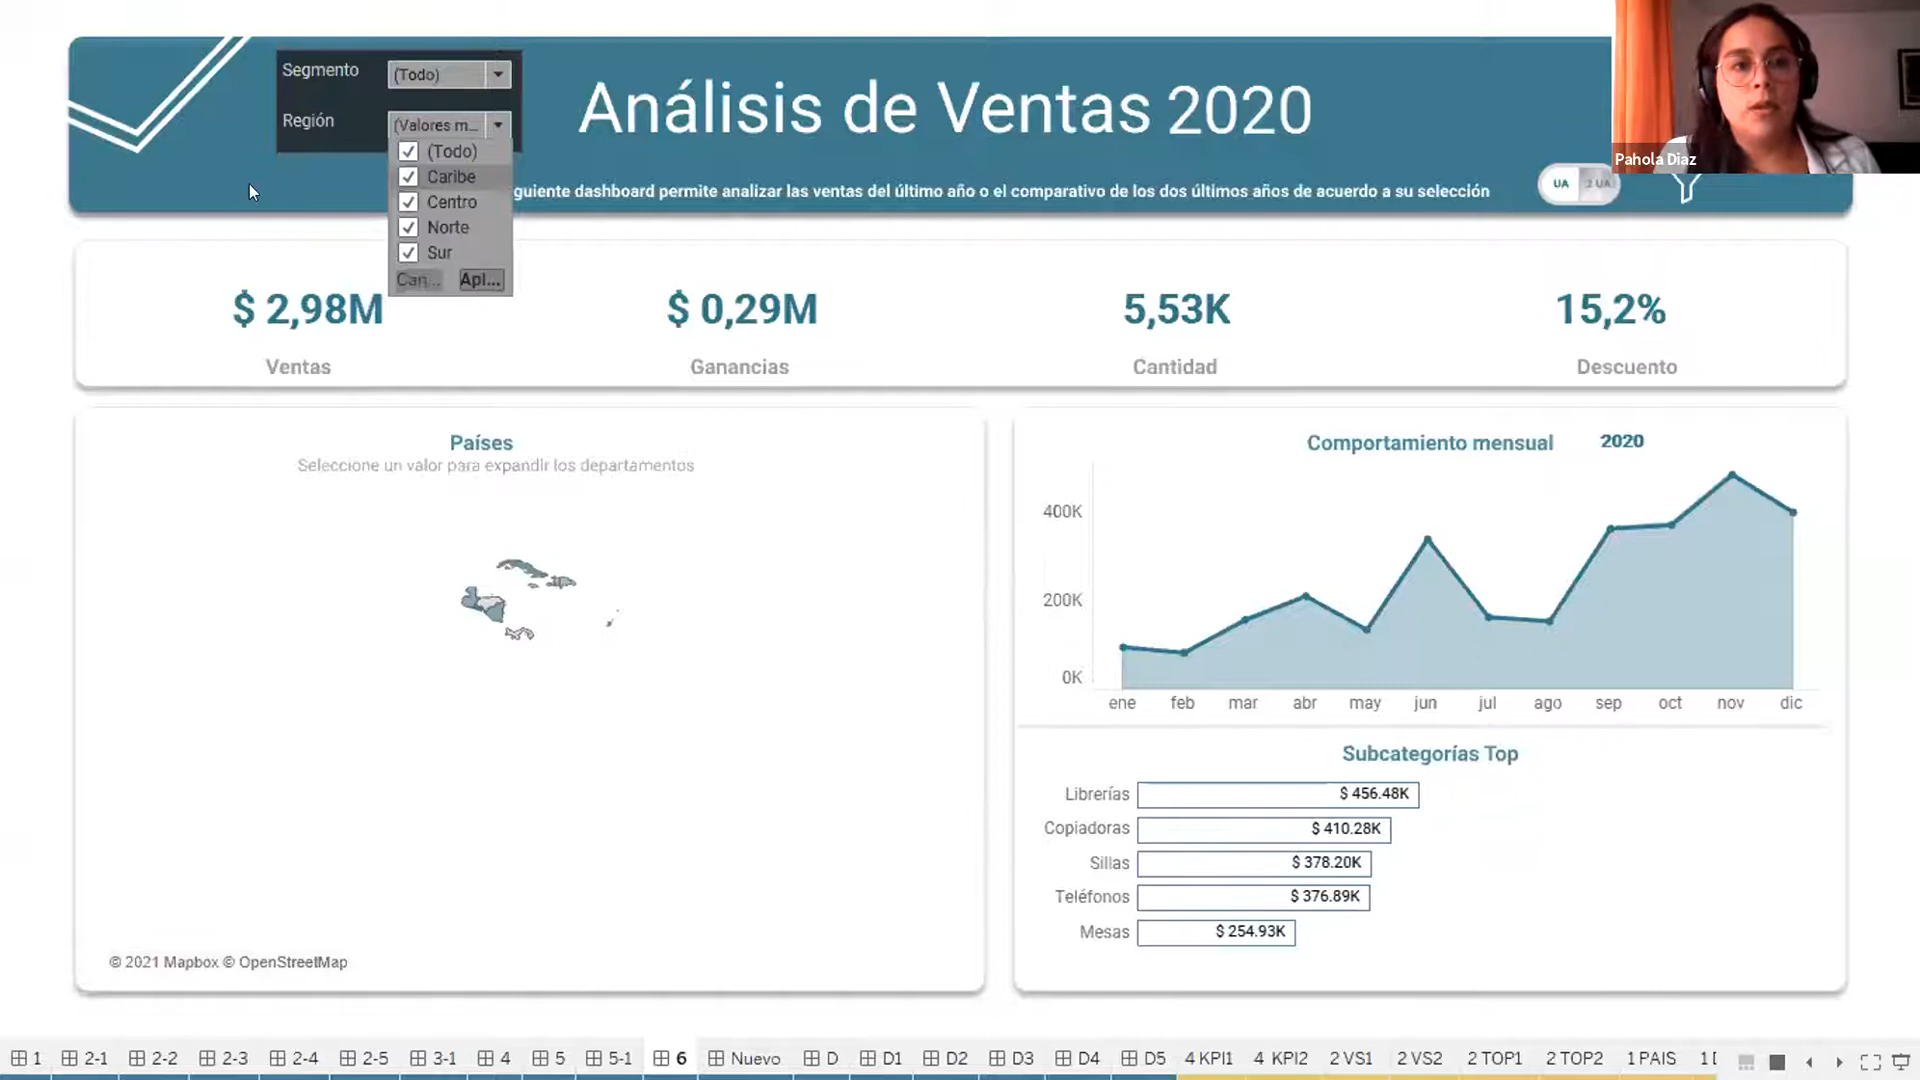 Segmento
(Todo)
Región
(Valores m...
(Todo)
Caribe
Centro
Norte
Sur
Can...
Apl...
Análisis de Ventas 2020
guiente dashboard permite analizar las ventas del último año o el comparativo de los dos últimos años de acuerdo a su selección
UA
2 UA
Pahola Diaz
$ 2,98M
Ventas
$ 0,29M
Ganancias
5,53K
Cantidad
15,2%
Descuento
Países
Seleccione un valor para expandir los departamentos
© 2021 Mapbox © OpenStreetMap
Comportamiento mensual 2020
400K
200K
0K
ene feb mar abr may jun jul ago sep oct nov dic
Subcategorías Top
Librerías $ 456.48K
Copiadoras $ 410.28K
Sillas $ 378.20K
Teléfonos $ 376.89K
Mesas $ 254.93K
1 2-1 2-2 2-3 2-4 2-5 3-1 4 5 5-1 6 Nuevo D D1 D2 D3 D4 D5 4 KPI1 4 KPI2 2 VS1 2 VS2 2 TOP1 2 TOP2 1 PAIS